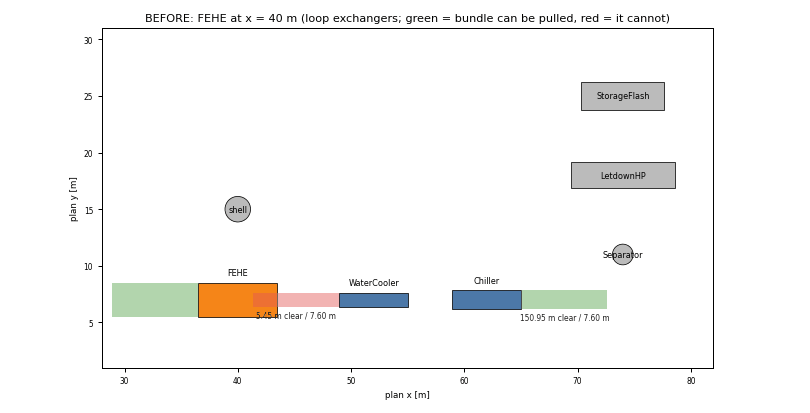 BEFORE: FEHE at x = 40 m (loop exchangers; green = bundle can be pulled, red = it cannot)
30
25
20
15
10
5
plan y [m]
StorageFlash
LetdownHP
shell
Separator
FEHE
WaterCooler
Chiller
5.45 m clear / 7.60 m
150.95 m clear / 7.60 m
30
40
50
60
70
80
plan x [m]